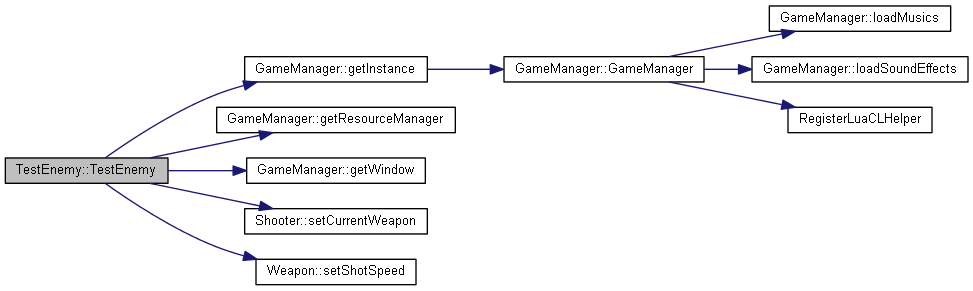 GameManager::loadMusics
GameManager::getInstance
GameManager::GameManager
GameManager::loadSoundEffects
GameManager::getResourceManager
RegisterLuaCLHelper
TestEnemy::TestEnemy
GameManager::getWindow
Shooter::setCurrentWeapon
Weapon::setShotSpeed